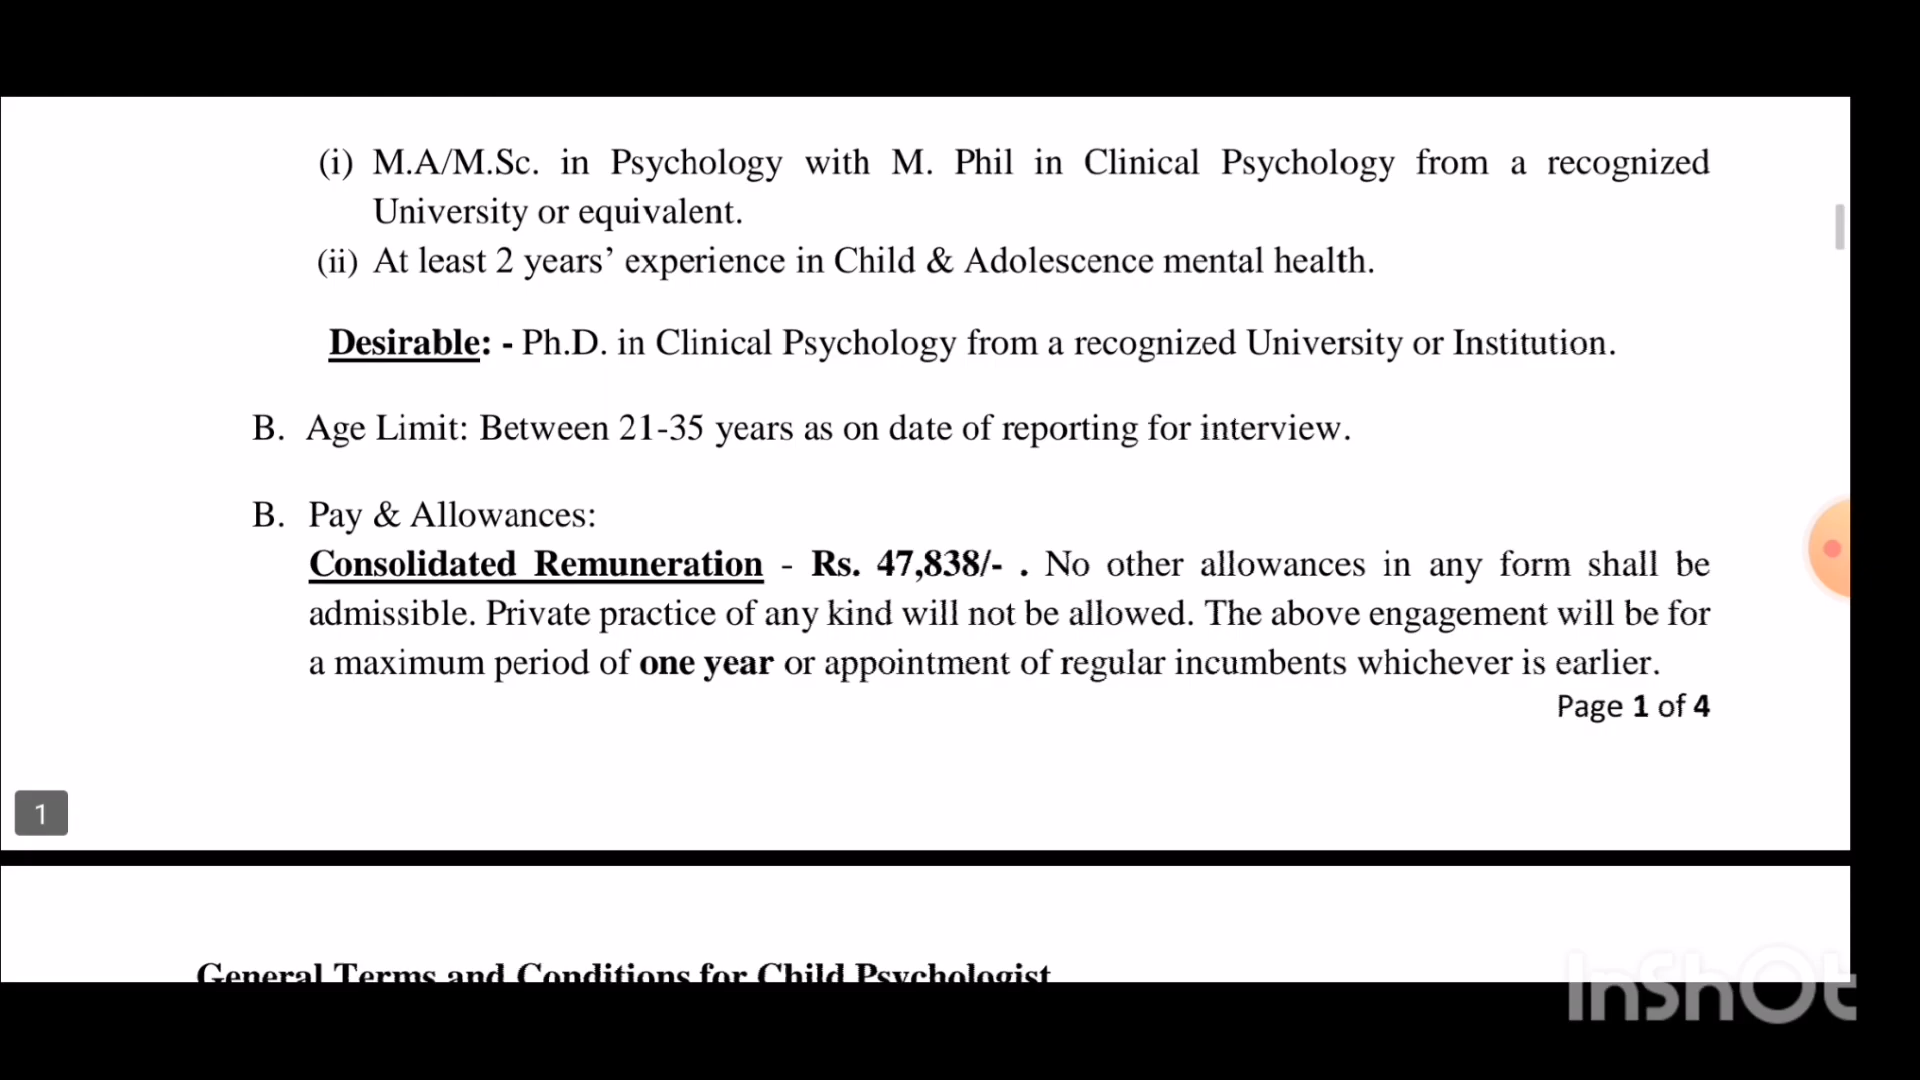 (i) M.A/M.Sc. in Psychology with M. Phil in Clinical Psychology from a recognized
University or equivalent.
(ii) At least 2 years’ experience in Child & Adolescence mental health.
Desirable: - Ph.D. in Clinical Psychology from a recognized University or Institution.
B. Age Limit: Between 21-35 years as on date of reporting for interview.
B. Pay & Allowances:
Consolidated Remuneration - Rs. 47,838/- . No other allowances in any form shall be
admissible. Private practice of any kind will not be allowed. The above engagement will be for
a maximum period of one year or appointment of regular incumbents whichever is earlier.
Page 1 of 4
1
General Terms and Conditions for Child Psychologist
InShOt